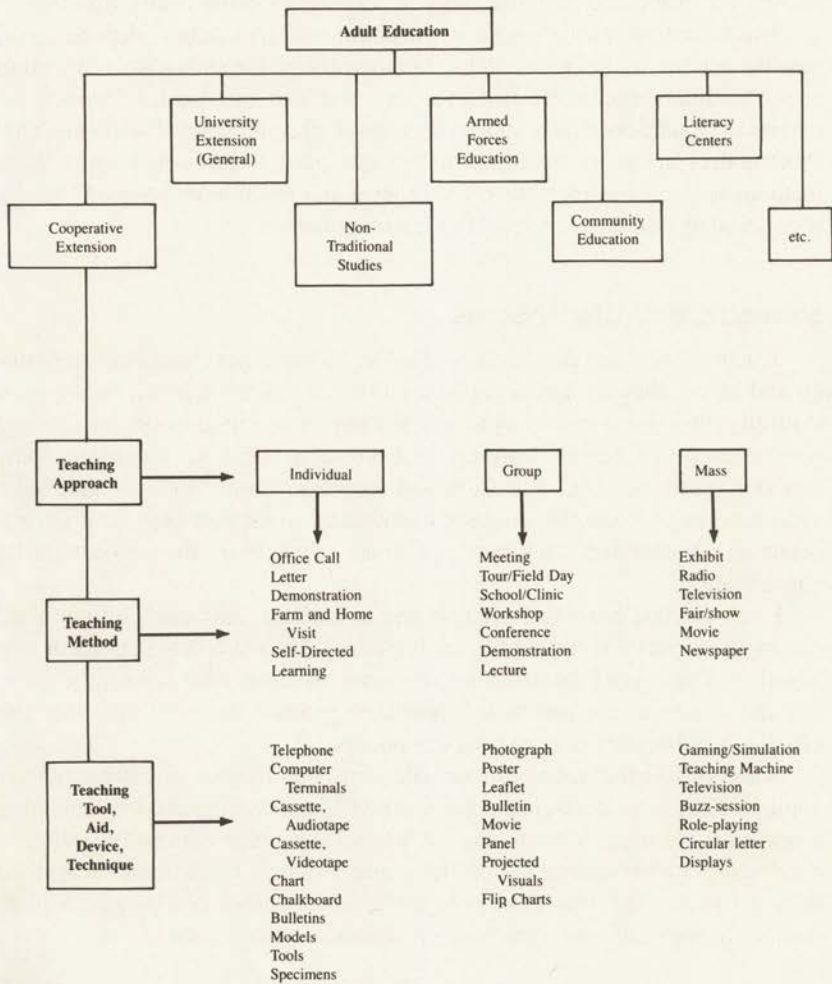 Adult Education
University
Extension
(General)
Armed
Forces
Education
Literacy
Centers
Cooperative
Extension
Non-
Traditional
Studies
Community
Education
etc.
Teaching
Approach
Individual
Group
Mass
Teaching
Method
Office Call
Letter
Demonstration
Farm and Home
Visit
Self-Directed
Learning
Meeting
Tour/Field Day
School/Clinic
Workshop
Conference
Demonstration
Lecture
Exhibit
Radio
Television
Fair/show
Movie
Newspaper
Teaching
Tool,
Aid,
Device,
Technique
Telephone
Computer
Terminals
Cassette,
Audiotape
Cassette,
Videotape
Chart
Chalkboard
Bulletins
Models
Tools
Specimens
Photograph
Poster
Leaflet
Bulletin
Movie
Panel
Projected
Visuals
Flip Charts
Gaming/Simulation
Teaching Machine
Television
Buzz-session
Role-playing
Circular letter
Displays